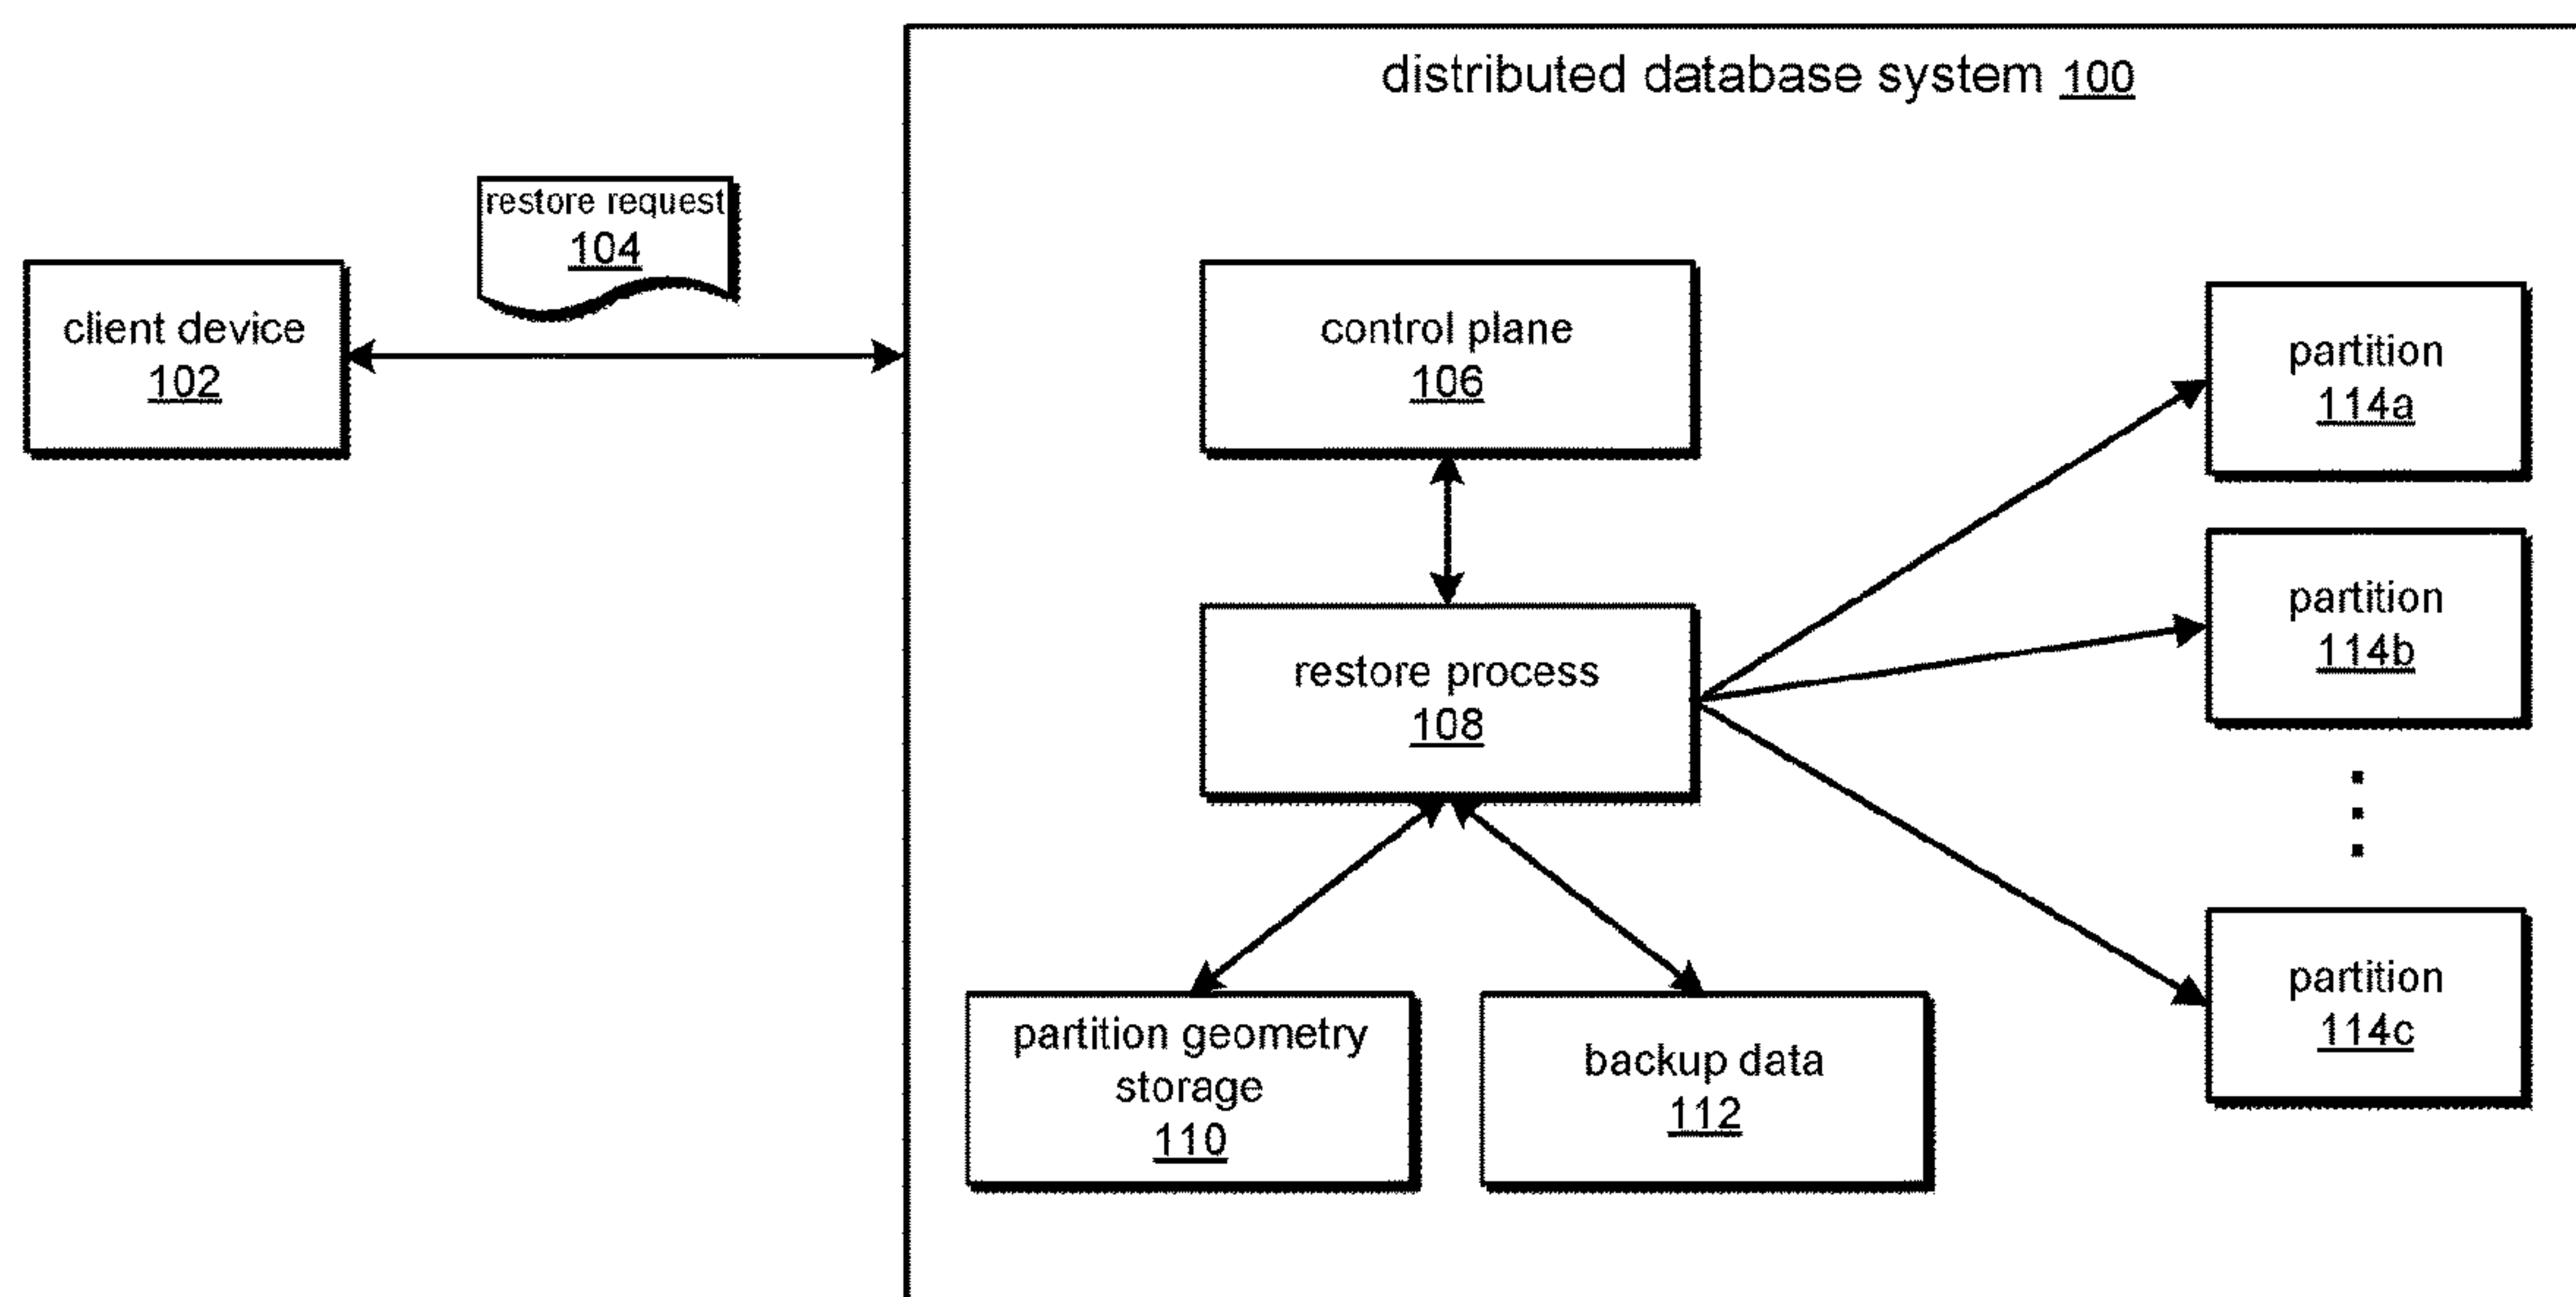 distributed database system 100
restore request
104
client device
102
control plane
106
partition
114a
partition
114b
restore process
108
partition
114c
partition geometry
storage
110
backup data
112